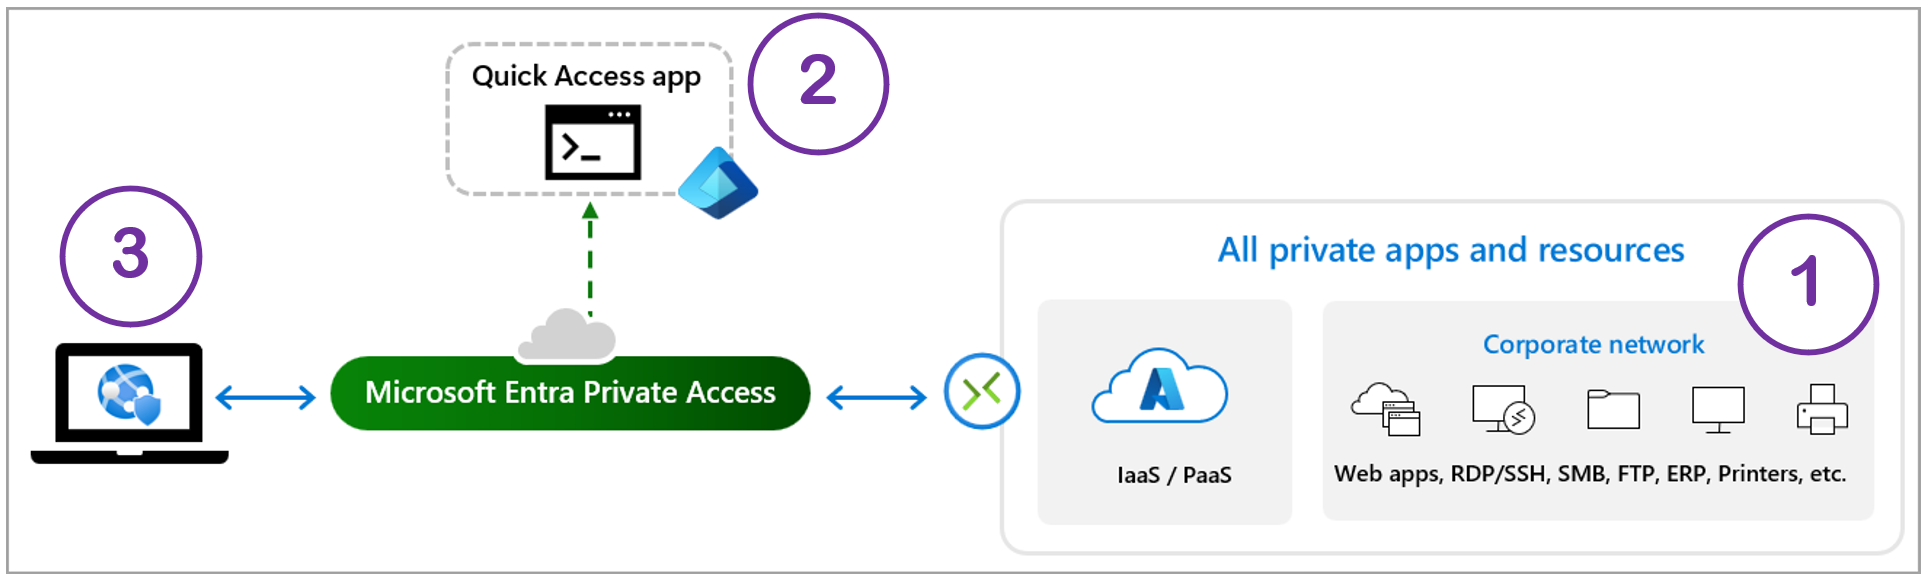 Quick Access app
2
3
Microsoft Entra Private Access
All private apps and resources
1
IaaS / PaaS
Corporate network
Web apps, RDP/SSH, SMB, FTP, ERP, Printers, etc.